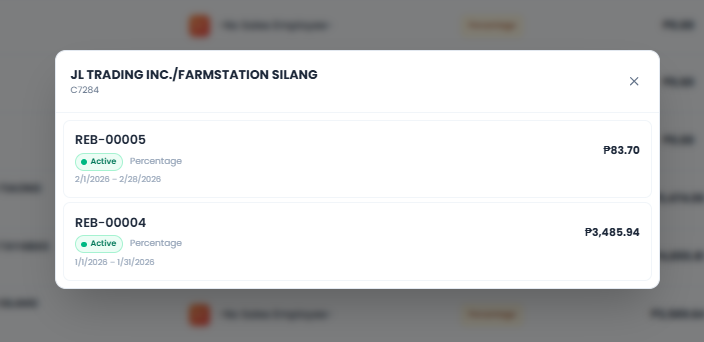 JL TRADING INC./FARMSTATION SILANG
C7284
REB-00005
₱83.70
Active Percentage
2/1/2026 – 2/28/2026
REB-00004
₱3,485.94
Active Percentage
1/1/2026 – 1/31/2026